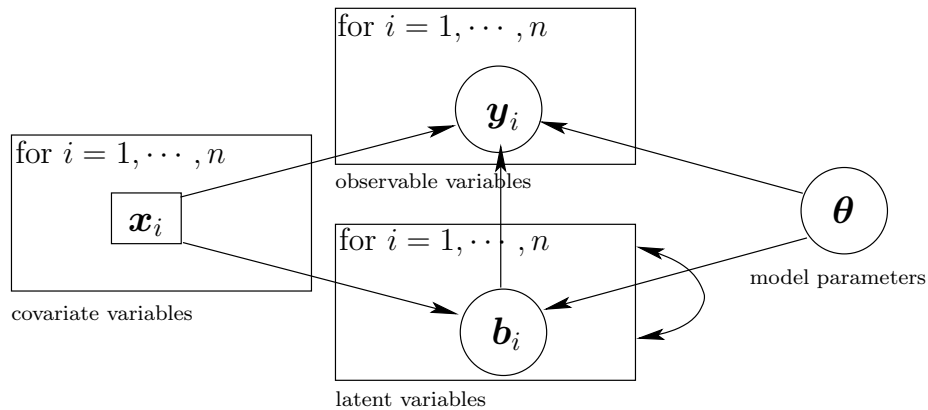 for i = 1, ⋯ , n
y_i
observable variables
for i = 1, ⋯ , n
x_i
covariate variables
θ
model parameters
for i = 1, ⋯ , n
b_i
latent variables